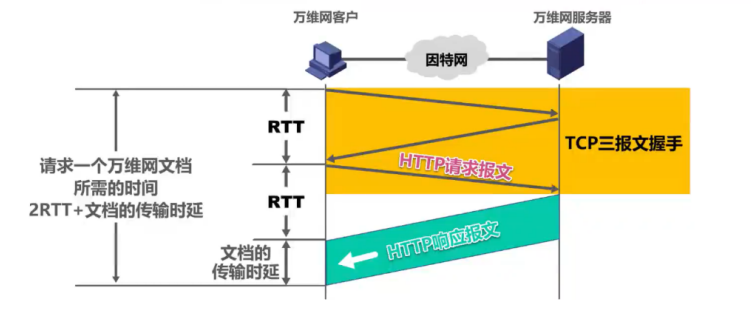 万维网客户
万维网服务器
因特网
RTT
TCP三报文握手
HTTP请求报文
请求一个万维网文档
所需的时间
2RTT+文档的传输时延
RTT
HTTP响应报文
文档的
传输时延